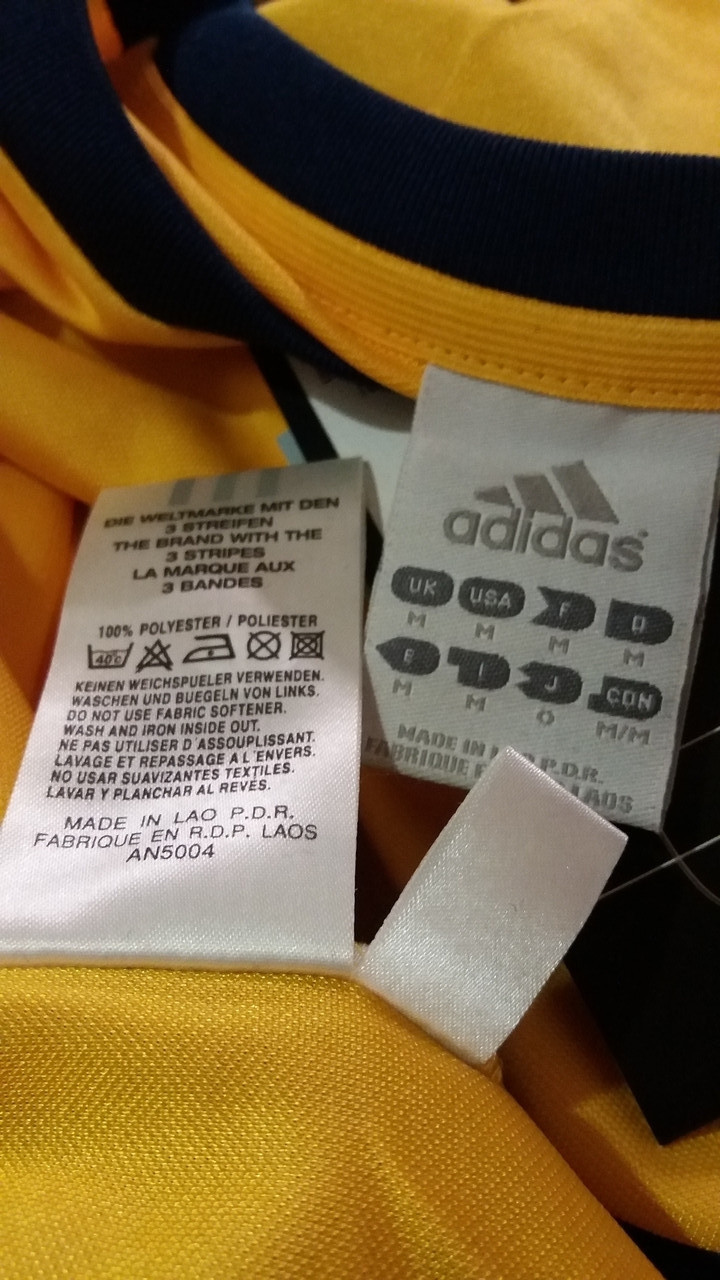 DIE WELTMARKE MIT DEN
3 STREIFEN
THE BRAND WITH THE
3 STRIPES
LA MARQUE AUX
3 BANDES
100% POLYESTER / POLIESTER
40°C
KEINEN WEICHSPUELER VERWENDEN.
WASCHEN UND BUEGELN VON LINKS.
DO NOT USE FABRIC SOFTENER.
WASH AND IRON INSIDE OUT.
NE PAS UTILISER D'ASSOUPLISSANT.
LAVAGE ET REPASSAGE A L'ENVERS.
NO USAR SUAVIZANTES TEXTILES.
LAVAR Y PLANCHAR AL REVÉS.
MADE IN LAO P.D.R.
FABRIQUE EN R.D.P. LAOS
AN5004
adidas
UK USA F D
M M M M
E I J CDN
M M O M/M
MADE IN LAO P.D.R.
FABRIQUE LAOS